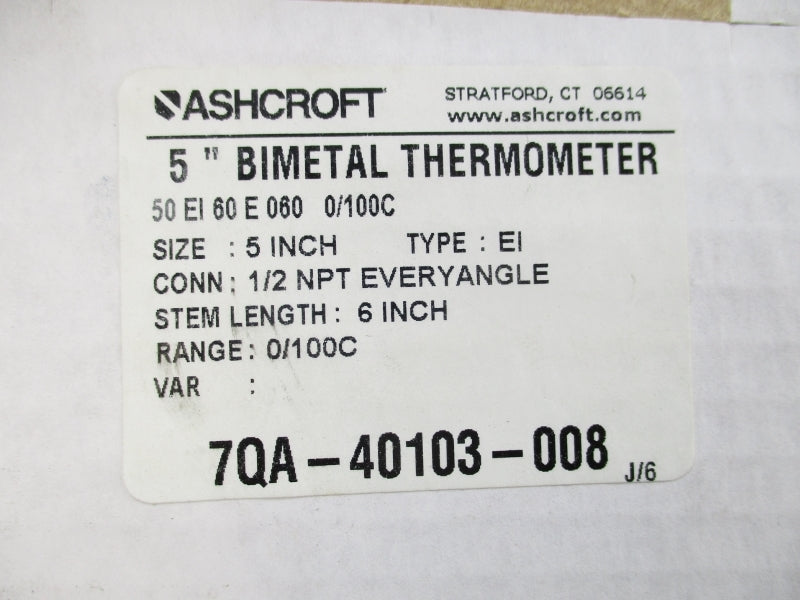 ASHCROFT
STRATFORD, CT 06614
www.ashcroft.com
5 " BIMETAL THERMOMETER
50 EI 60 E 060 0/100C
SIZE : 5 INCH TYPE : EI
CONN : 1/2 NPT EVERYANGLE
STEM LENGTH : 6 INCH
RANGE : 0/100C
VAR :
7QA-40103-008
J/6